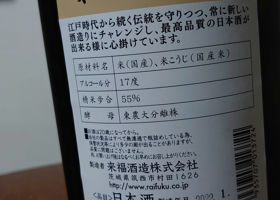 江戸時代から続く伝統を守りつつ、常に新しい
酒造りにチャレンジし、最高品質の日本酒が
出来る様に心掛けています。
原材料名 米(国産)、米こうじ(国産米)
アルコール分 17度
精米歩合 55%
酵母 東農大分離株
製造者 来福酒造株式会社
茨城県筑西市村田1626
http://www.raifuku.co.jp
日本酒